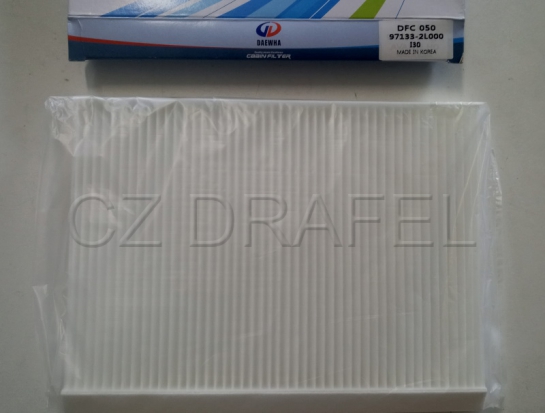 DAEWHA
CABIN FILTER
DFC 050
97133-2L000
I30
MADE IN KOREA
CZ DRAFEL